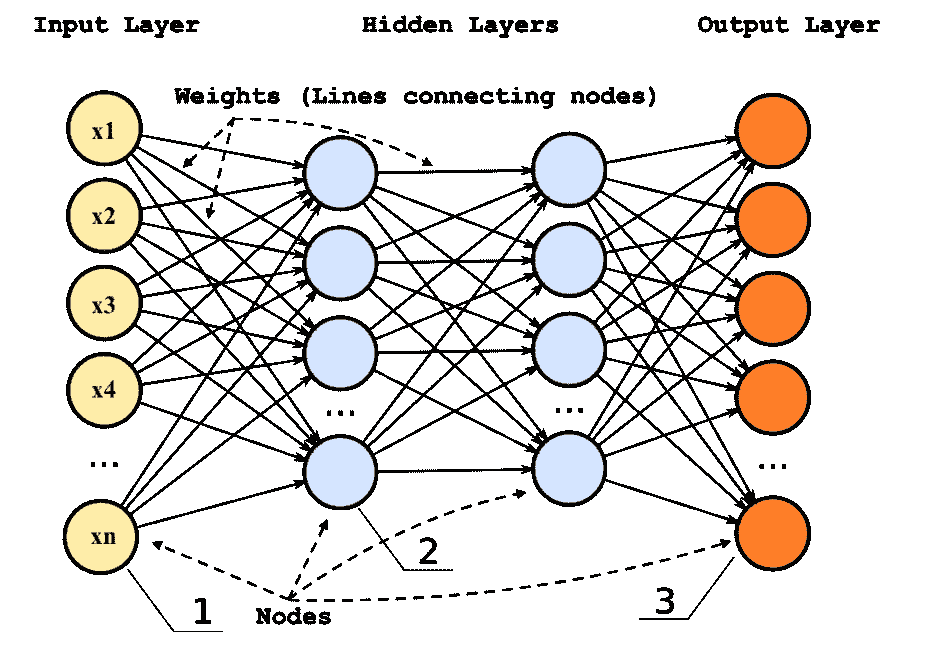 Input Layer
Hidden Layers
Output Layer
Weights (Lines connecting nodes)
x1
x2
x3
x4
...
xn
...
...
...
1
2
3
Nodes